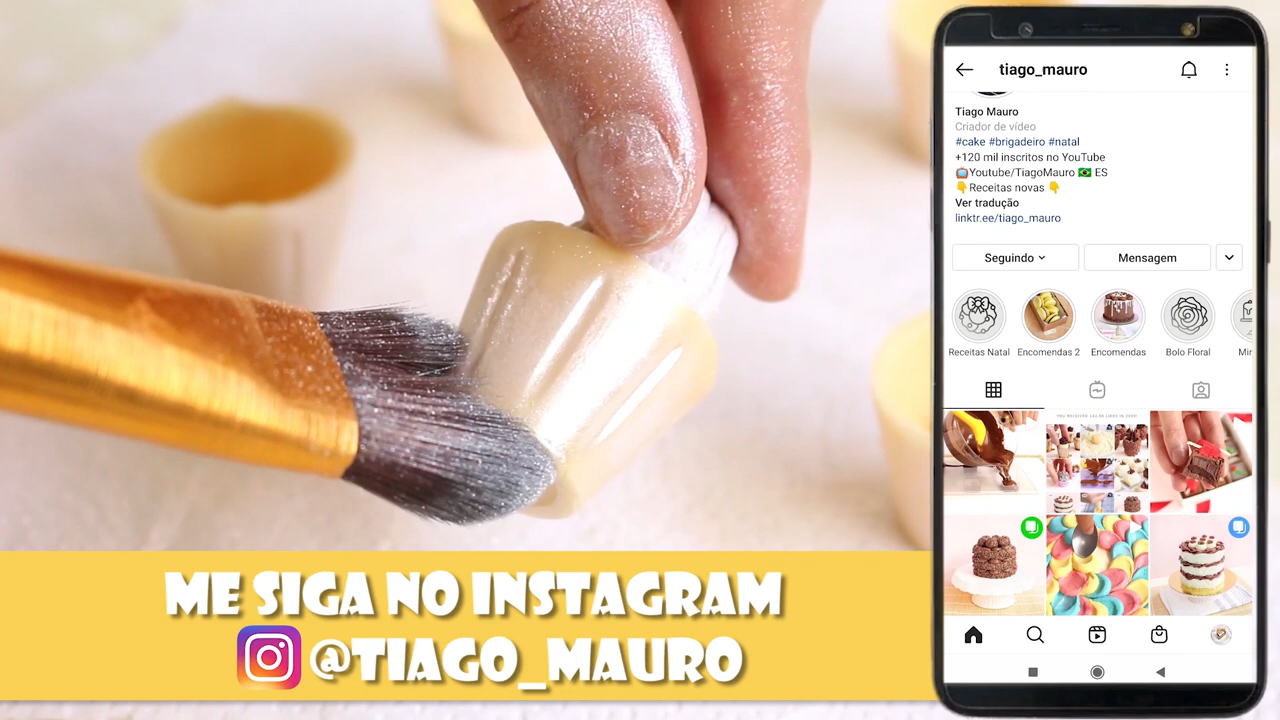 ME SIGA NO INSTAGRAM
@TIAGO_MAURO
tiago_mauro
Tiago Mauro
Criador de vídeo
#cake #brigadeiro #natal
+120 mil inscritos no YouTube
Youtube/TiagoMauro ES
Receitas novas
Ver tradução
linktr.ee/tiago_mauro
Seguindo
Mensagem
Receitas Natal
Encomendas 2
Encomendas
Bolo Floral